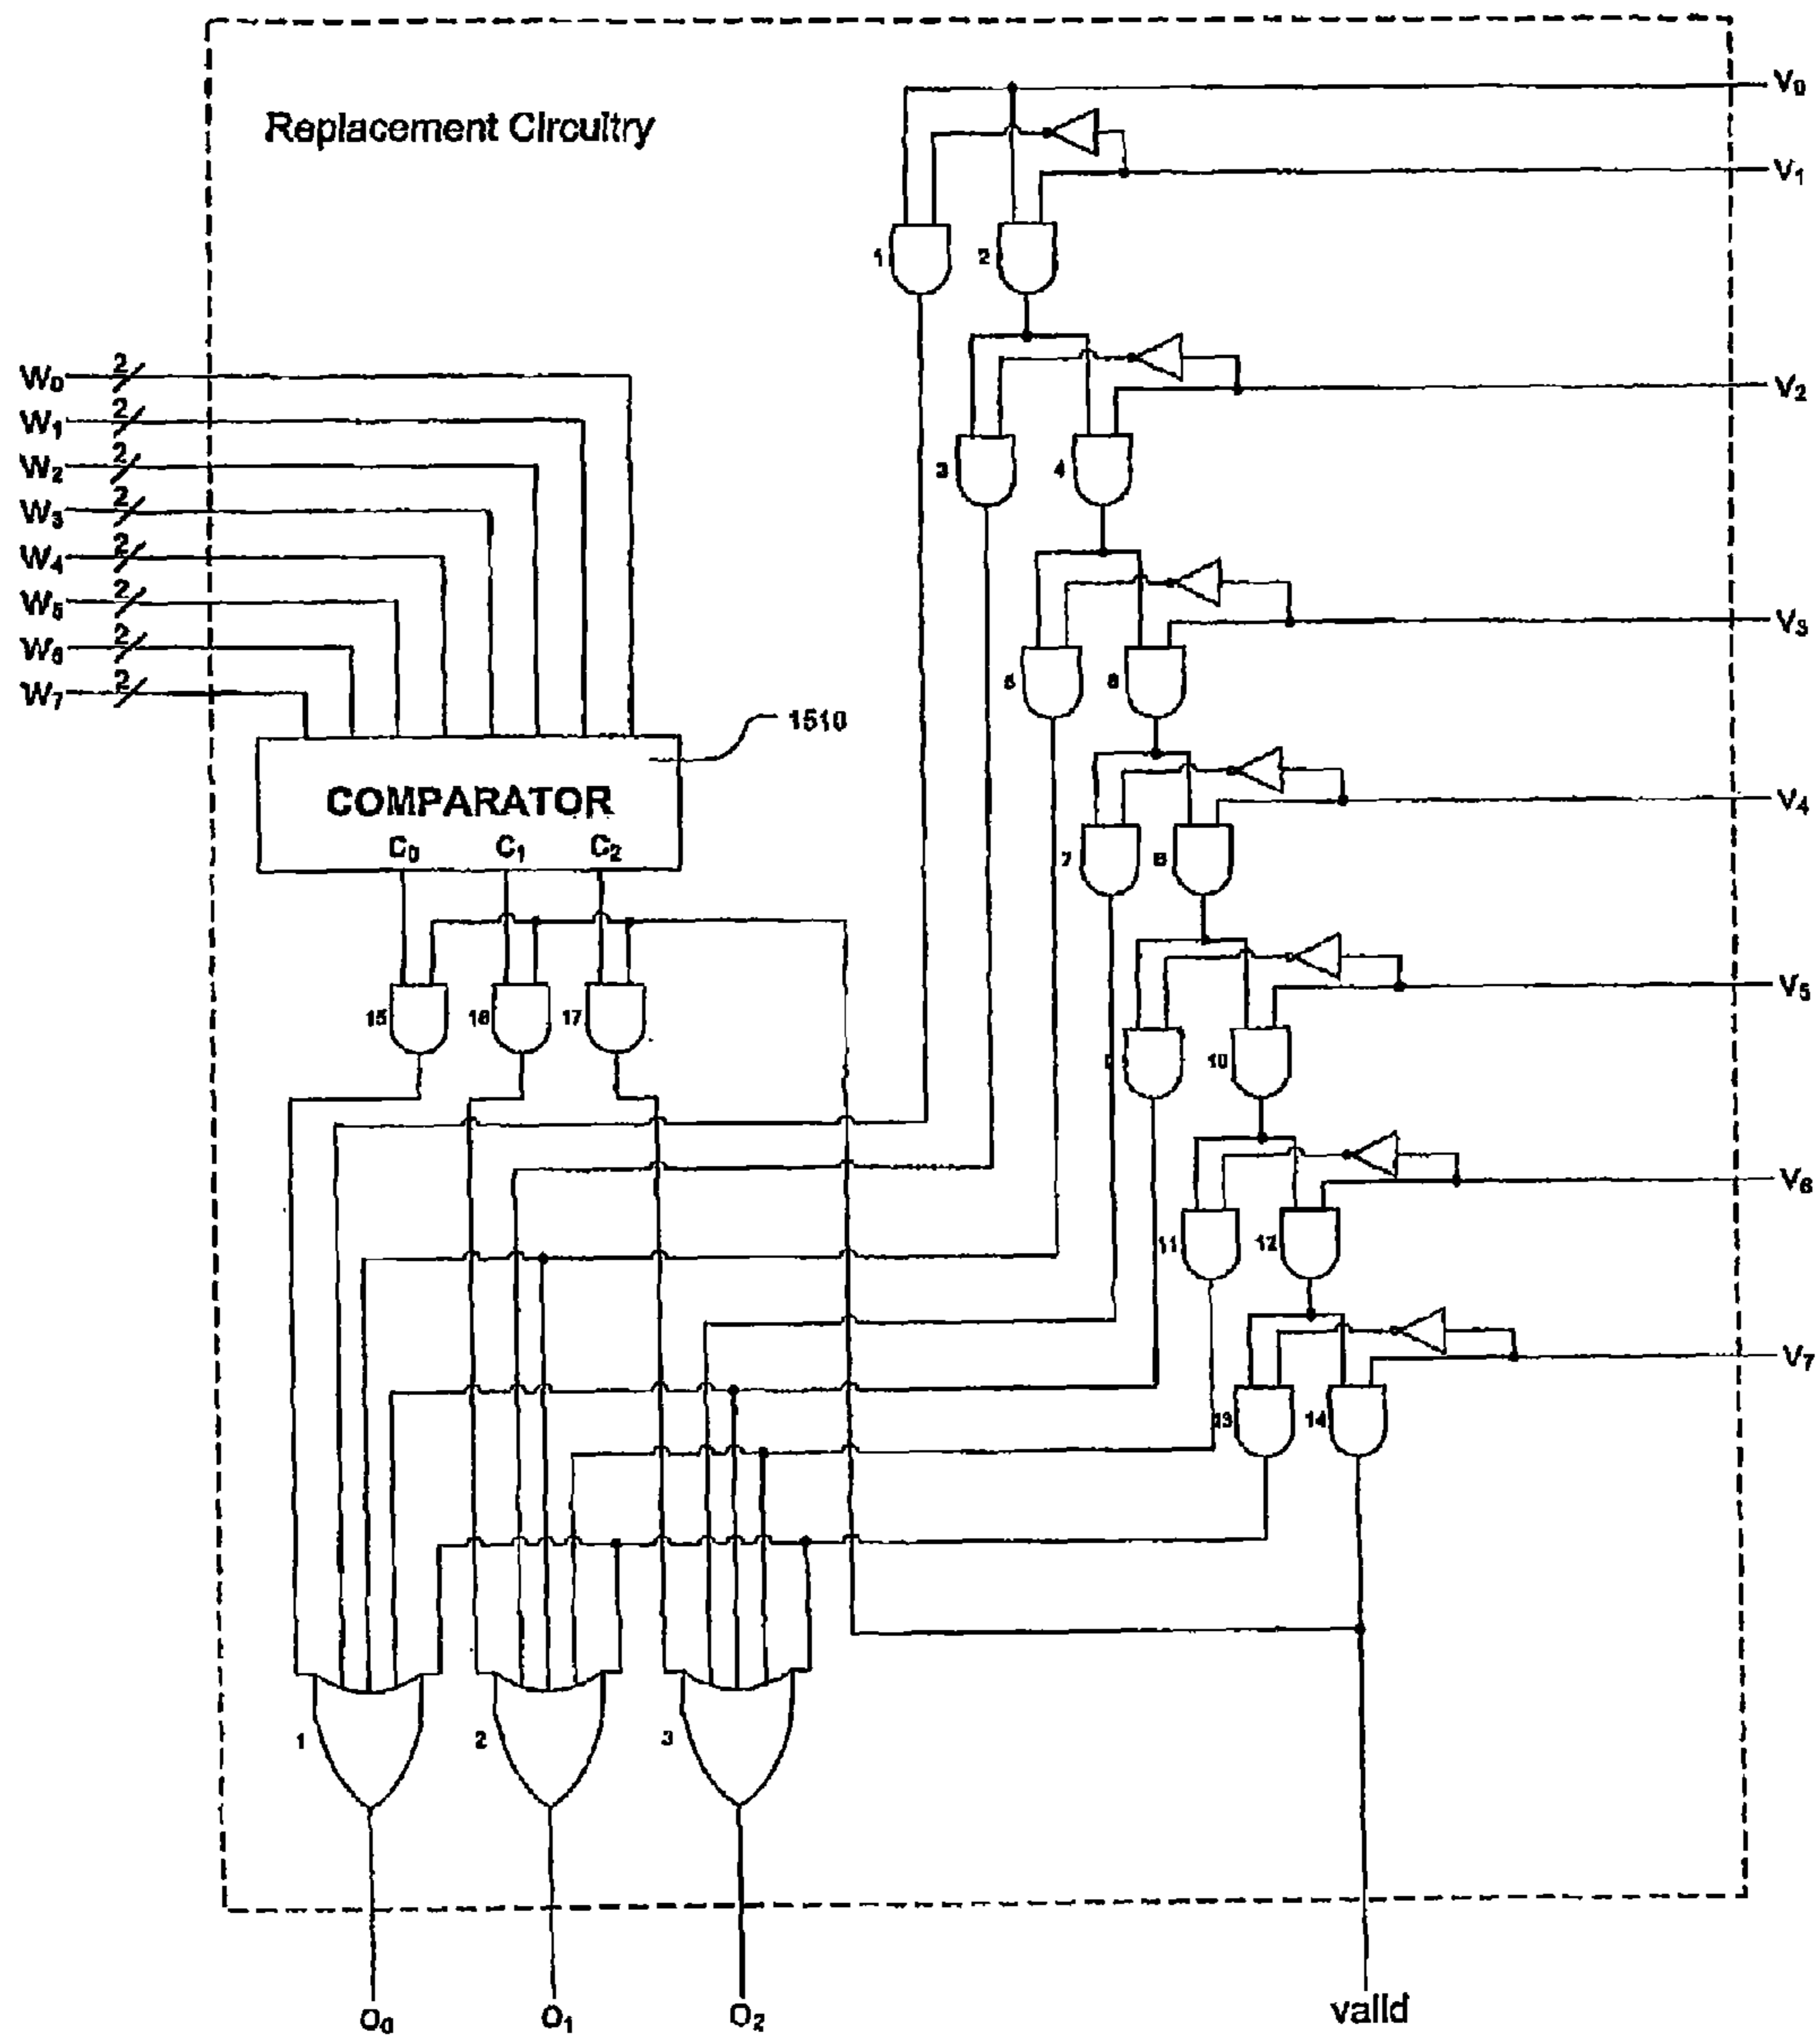 Replacement Circuitry
V0
V1
1
2
V2
W0 2
W1 2
W2 2
W3 2
W4 2
W5 2
W6 2
W7 2
3
4
V3
5
6
1510
COMPARATOR
C0 C1 C2
V4
7
8
V5
15
16
17
10
V6
11
12
V7
13
14
1
2
3
O0
O1
O2
valid